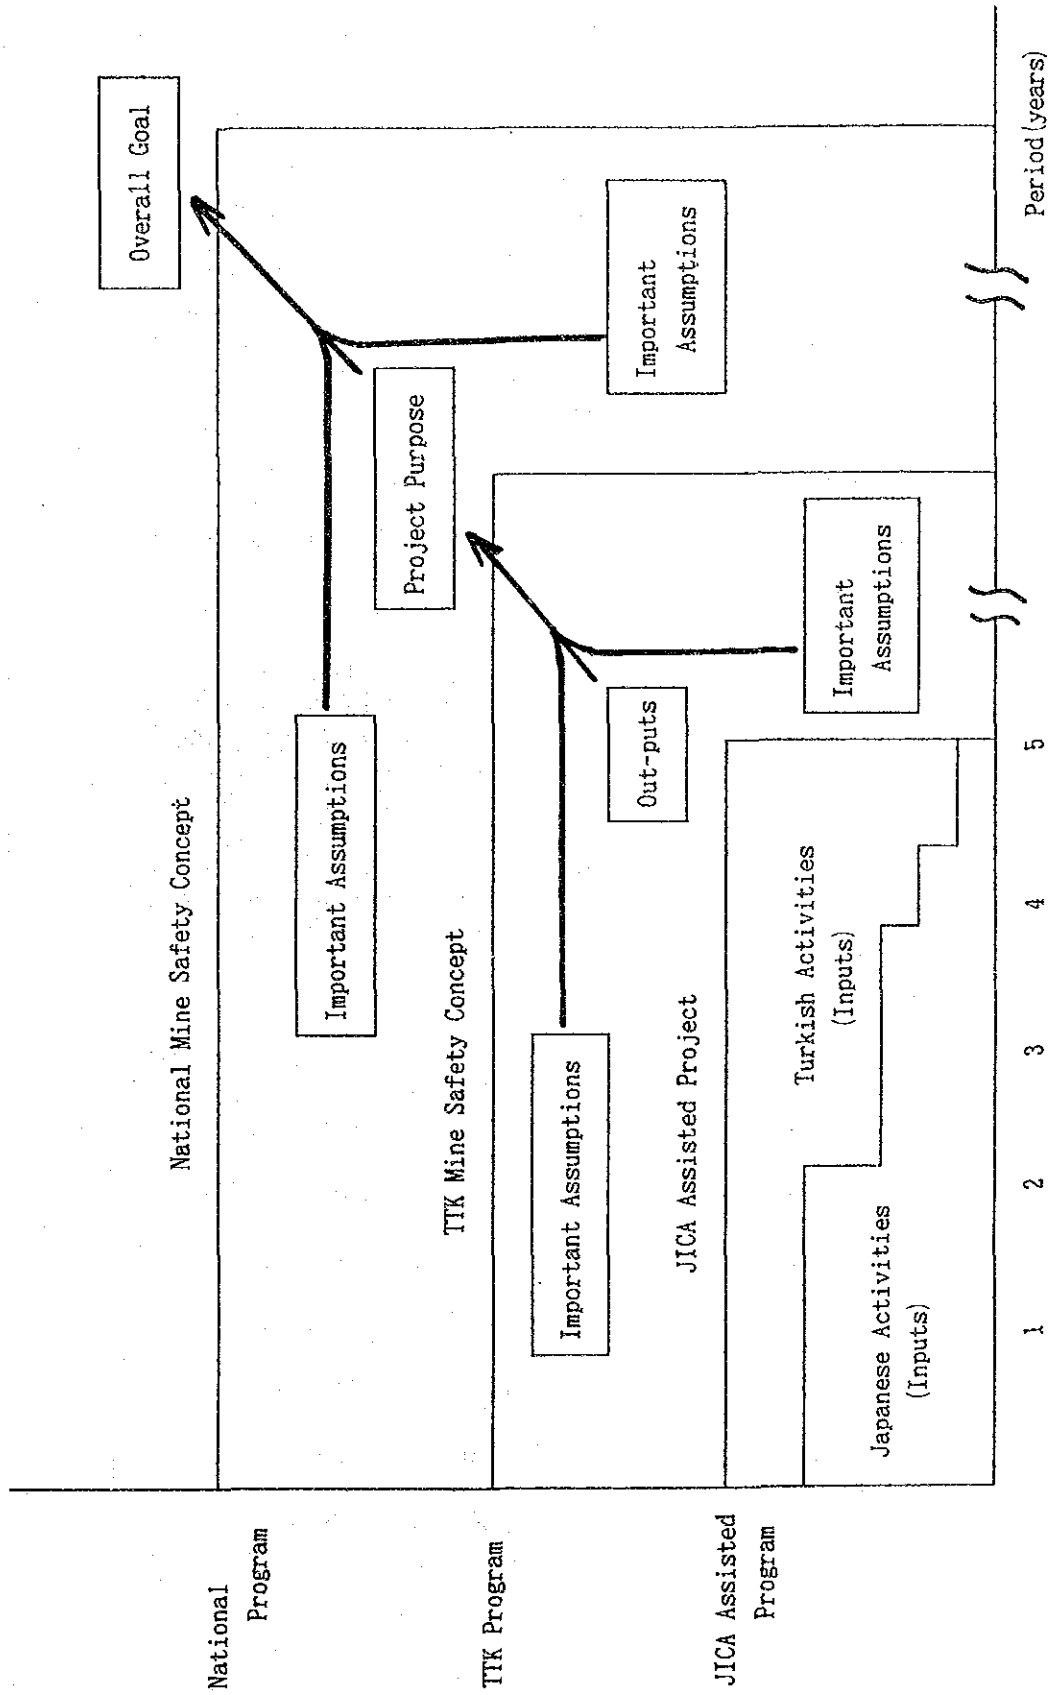 Overall Goal
National Mine Safety Concept
National
Program
Important Assumptions
Project Purpose
TTK Mine Safety Concept
TTK Program
Important Assumptions
Out-puts
Important
Assumptions
JICA Assisted Project
JICA Assisted
Program
Turkish Activities
(Inputs)
Important
Assumptions
Japanese Activities
(Inputs)
1
2
3
4
5
Period(years)